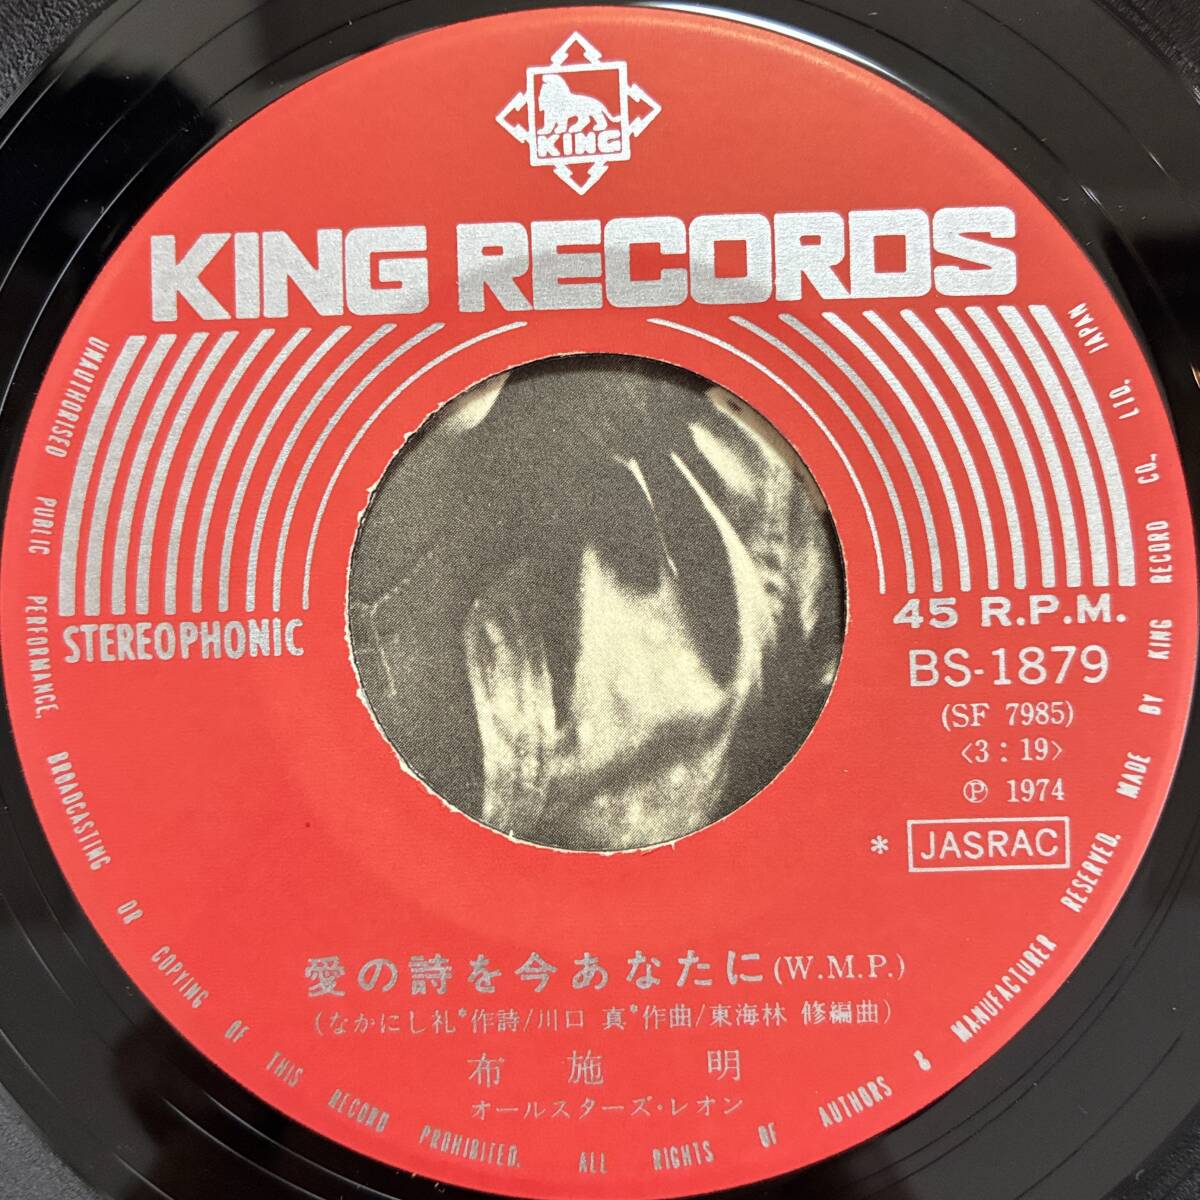 KING
KING RECORDS
STEREOPHONIC
45 R.P.M.
BS-1879
(SF 7985)
<3：19>
Ⓟ 1974
* JASRAC
愛の詩を今あなたに(W.M.P.)
(なかにし礼*作詩/川口 真*作曲/東海林 修編曲)
布施 明
オールスターズ・レオン
UNAUTHORISED PUBLIC PERFORMANCE. BROADCASTING OR COPYING OF THIS RECORD PROHIBITED. ALL RIGHTS OF AUTHORS & MANUFACTURER RESERVED. MADE BY KING RECORD CO., LTD. JAPAN